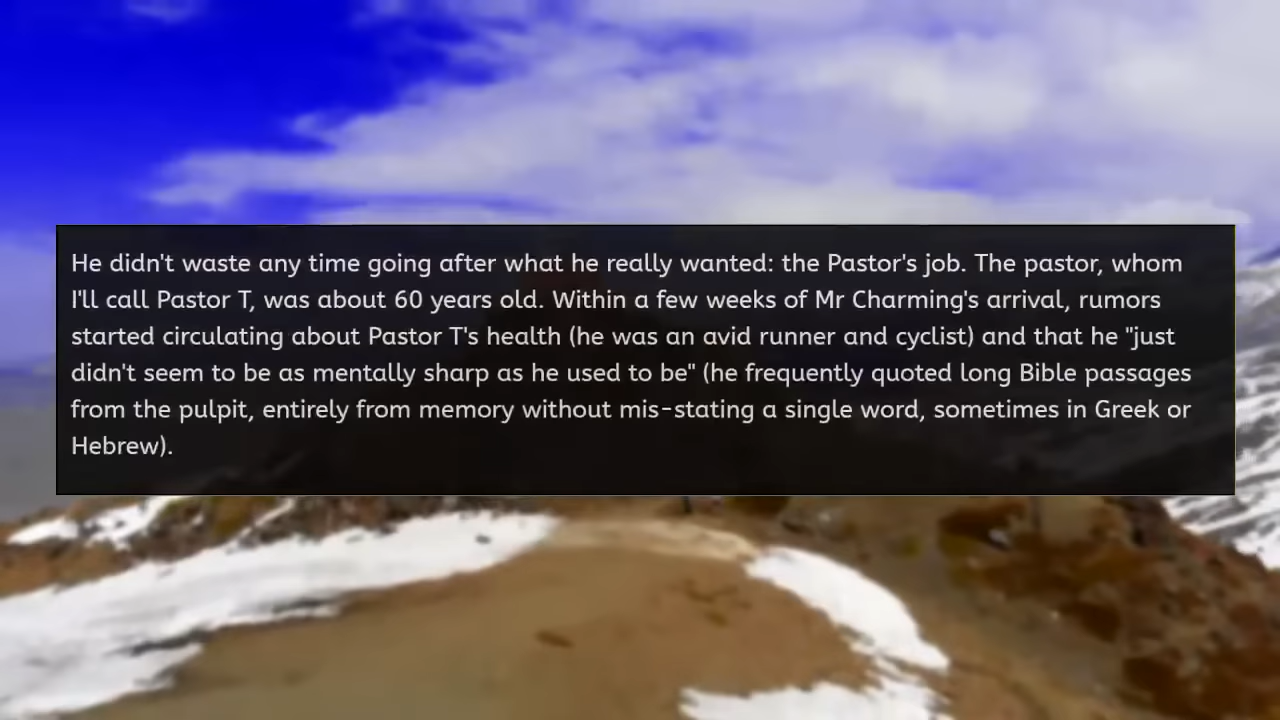 He didn't waste any time going after what he really wanted: the Pastor's job. The pastor, whom
I'll call Pastor T, was about 60 years old. Within a few weeks of Mr Charming's arrival, rumors
started circulating about Pastor T's health (he was an avid runner and cyclist) and that he "just
didn't seem to be as mentally sharp as he used to be" (he frequently quoted long Bible passages
from the pulpit, entirely from memory without mis-stating a single word, sometimes in Greek or
Hebrew).